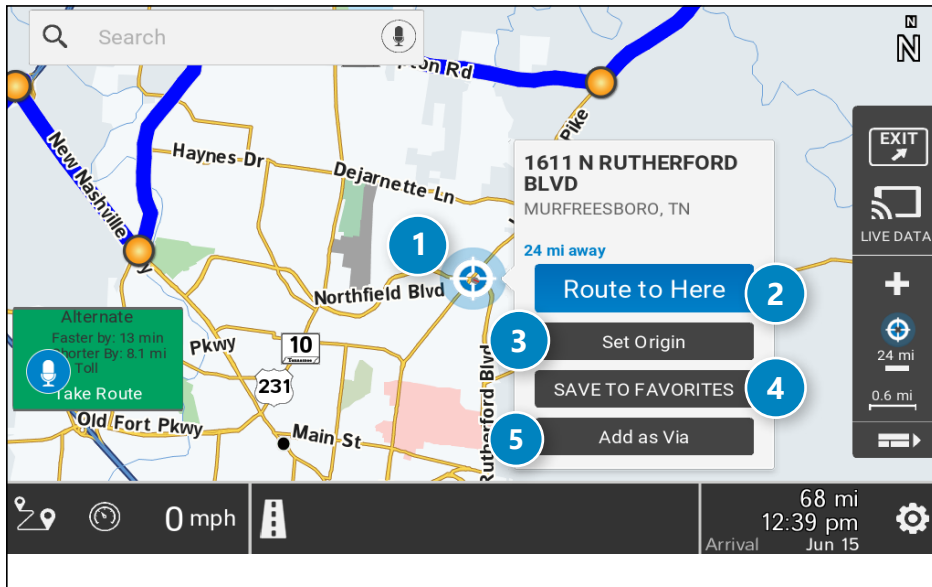 Search
N
N
pton Rd
Pike
New Nashville
Haynes Dr
Dejarnette Ln
1611 N RUTHERFORD
BLVD
MURFREESBORO, TN
24 mi away
EXIT
LIVE DATA
1
Northfield Blvd
Route to Here
2
Set Origin
3
SAVE TO FAVORITES
4
Add as Via
5
24 mi
0.6 mi
Alternate
Faster by: 13 min
Shorter By: 8.1 mi
Toll
Take Route
Pkwy
10
231
Old Fort Pkwy
Main St
Rutherford Blvd
0 mph
68 mi
12:39 pm
Arrival Jun 15